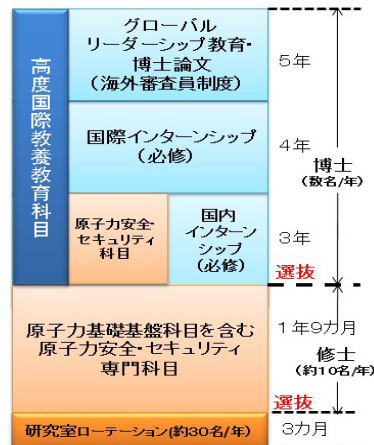 高度国際教養教育科目
グローバル
リーダーシップ教育・
博士論文
(海外審査員制度)
5年
国際インターンシップ
(必修)
4年
博士
(数名/年)
原子力安全・
セキュリティ
科目
国内
インターン
シップ
(必修)
3年
選抜
原子力基礎基盤科目を含む
原子力安全・セキュリティ
専門科目
1年9カ月
修士
(約10名/年)
選抜
研究室ローテーション(約30名/年)
3カ月